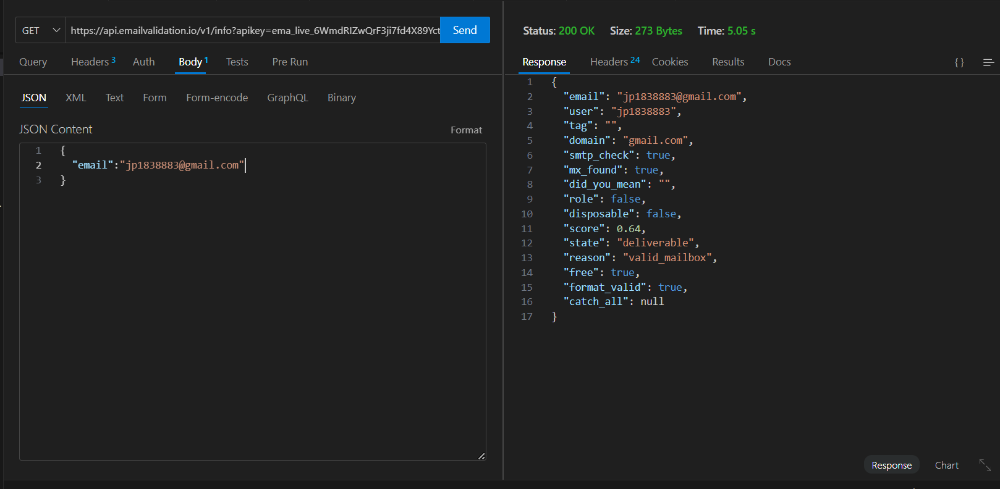 GET https://api.emailvalidation.io/v1/info?apikey=ema_live_6WmdRIZwQrF3ji7fd4X89Yct Send
Query Headers 3 Auth Body 1 Tests Pre Run
JSON XML Text Form Form-encode GraphQL Binary
JSON Content Format
1 {
2 "email":"jp1838883@gmail.com"
3 }
Status: 200 OK Size: 273 Bytes Time: 5.05 s
Response Headers 24 Cookies Results Docs { }
1 {
2 "email": "jp1838883@gmail.com",
3 "user": "jp1838883",
4 "tag": "",
5 "domain": "gmail.com",
6 "smtp_check": true,
7 "mx_found": true,
8 "did_you_mean": "",
9 "role": false,
10 "disposable": false,
11 "score": 0.64,
12 "state": "deliverable",
13 "reason": "valid_mailbox",
14 "free": true,
15 "format_valid": true,
16 "catch_all": null
17 }
Response Chart